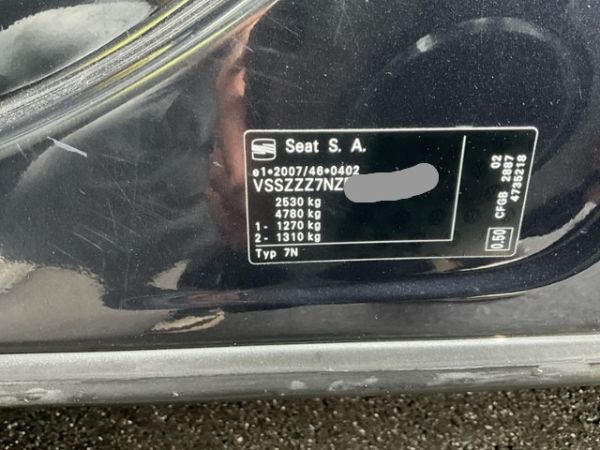 Seat S. A.
e1*2007/46*0402
VSSZZZ7NZ
2530 kg
4780 kg
1- 1270 kg
2- 1310 kg
Typ 7N
02
CFGB 2887
4735218
0.50